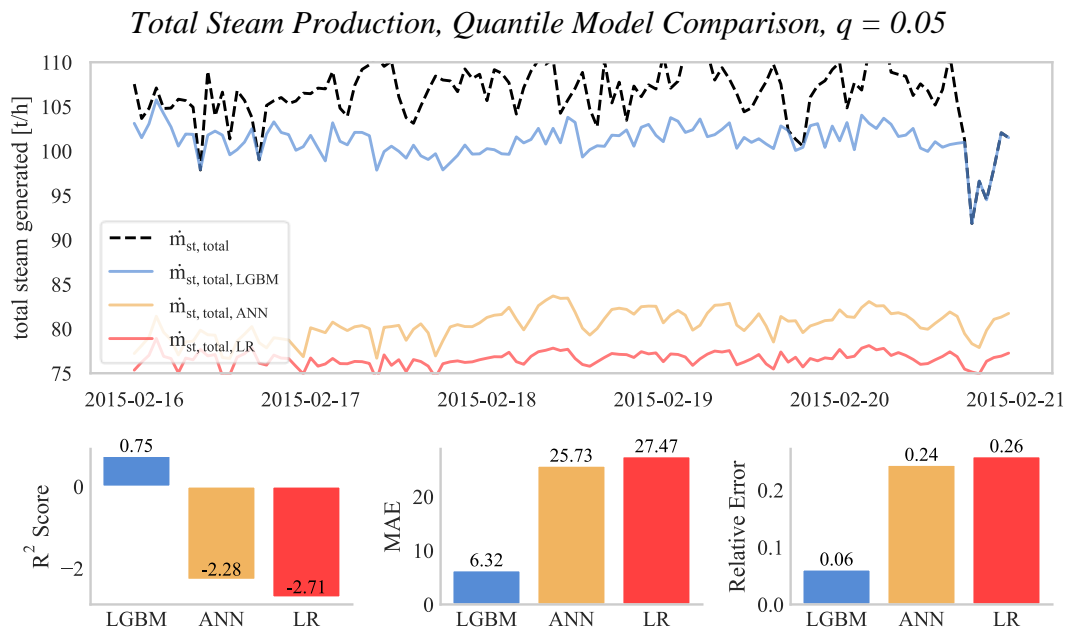 Total Steam Production, Quantile Model Comparison, q = 0.05
total steam generated [t/h]
110
105
100
95
90
85
80
75
ṁst, total
ṁst, total, LGBM
ṁst, total, ANN
ṁst, total, LR
2015-02-16 2015-02-17 2015-02-18 2015-02-19 2015-02-20 2015-02-21
R² Score
0
−2
0.75
-2.28
-2.71
LGBM ANN LR
MAE
20
10
0
6.32
25.73
27.47
LGBM ANN LR
Relative Error
0.2
0.1
0.0
0.06
0.24
0.26
LGBM ANN LR